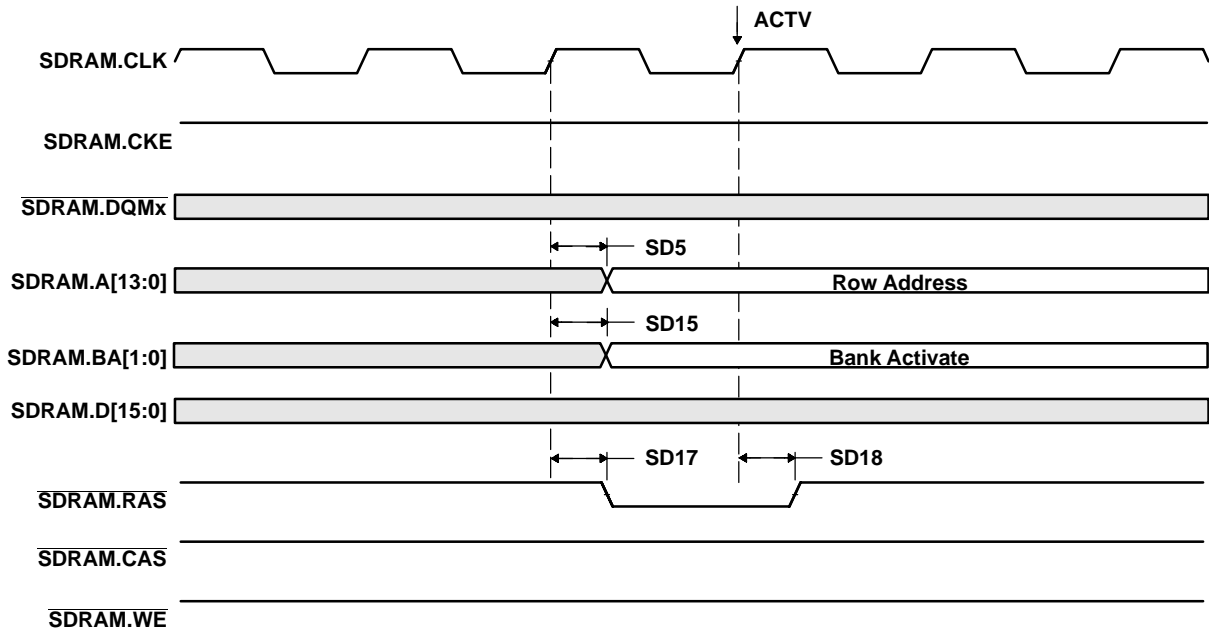 ACTV
SDRAM.CLK
SDRAM.CKE
SDRAM.DQMx
SD5
SDRAM.A[13:0]
Row Address
SD15
SDRAM.BA[1:0]
Bank Activate
SDRAM.D[15:0]
SD17
SD18
SDRAM.RAS
SDRAM.CAS
SDRAM.WE